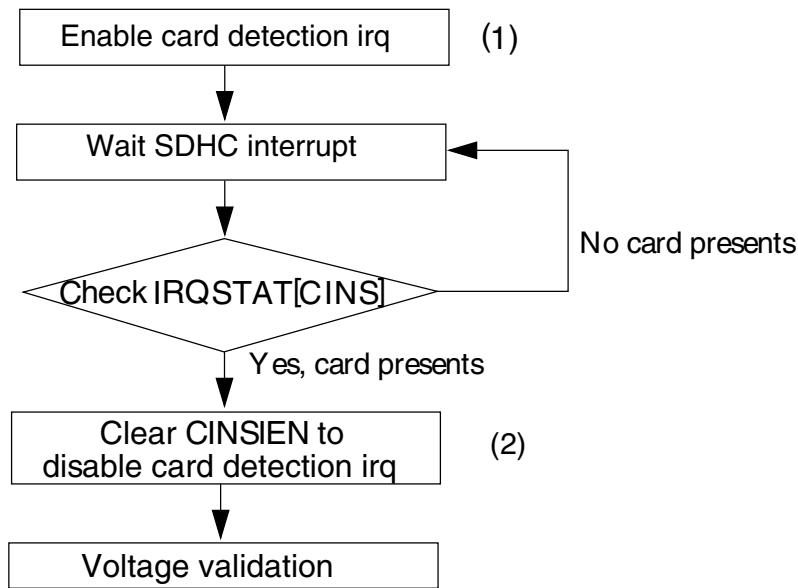 Enable card detection irq
(1)
Wait SDHC interrupt
No card presents
Check IRQSTAT[CINS]
Yes, card presents
Clear CINSIEN to
disable card detection irq
(2)
Voltage validation